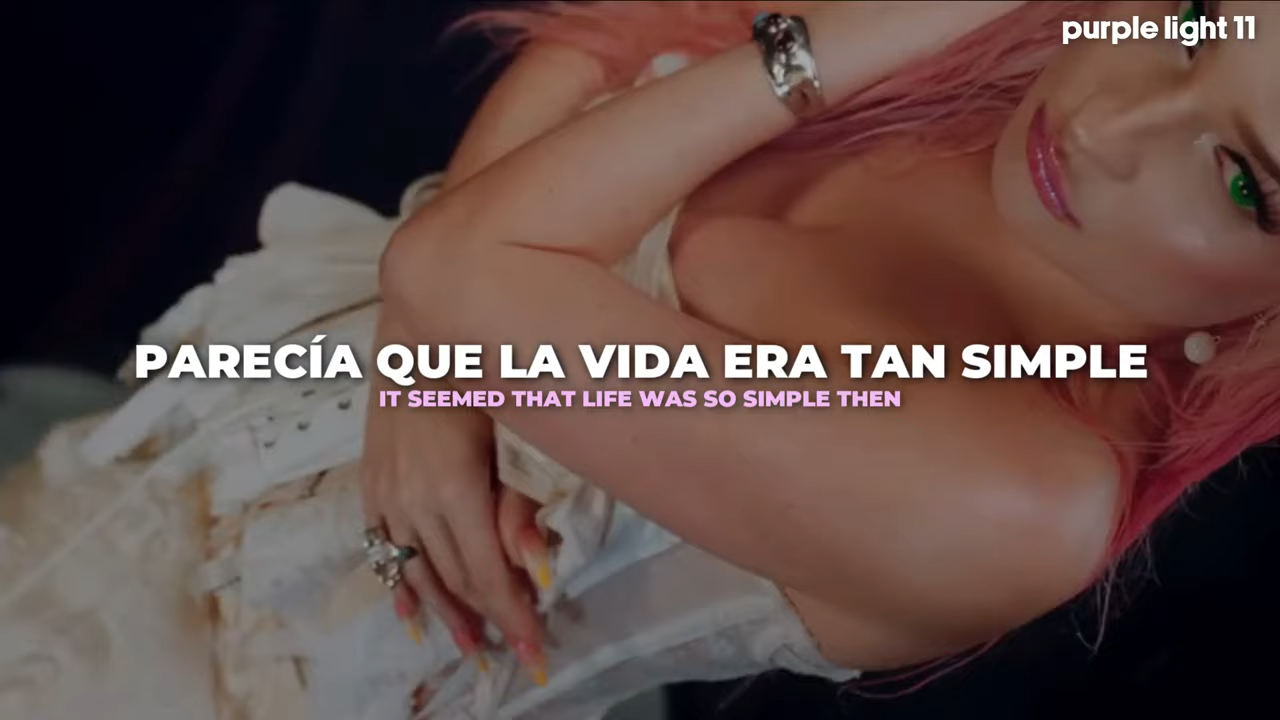 purple light 11
PARECÍA QUE LA VIDA ERA TAN SIMPLE
IT SEEMED THAT LIFE WAS SO SIMPLE THEN